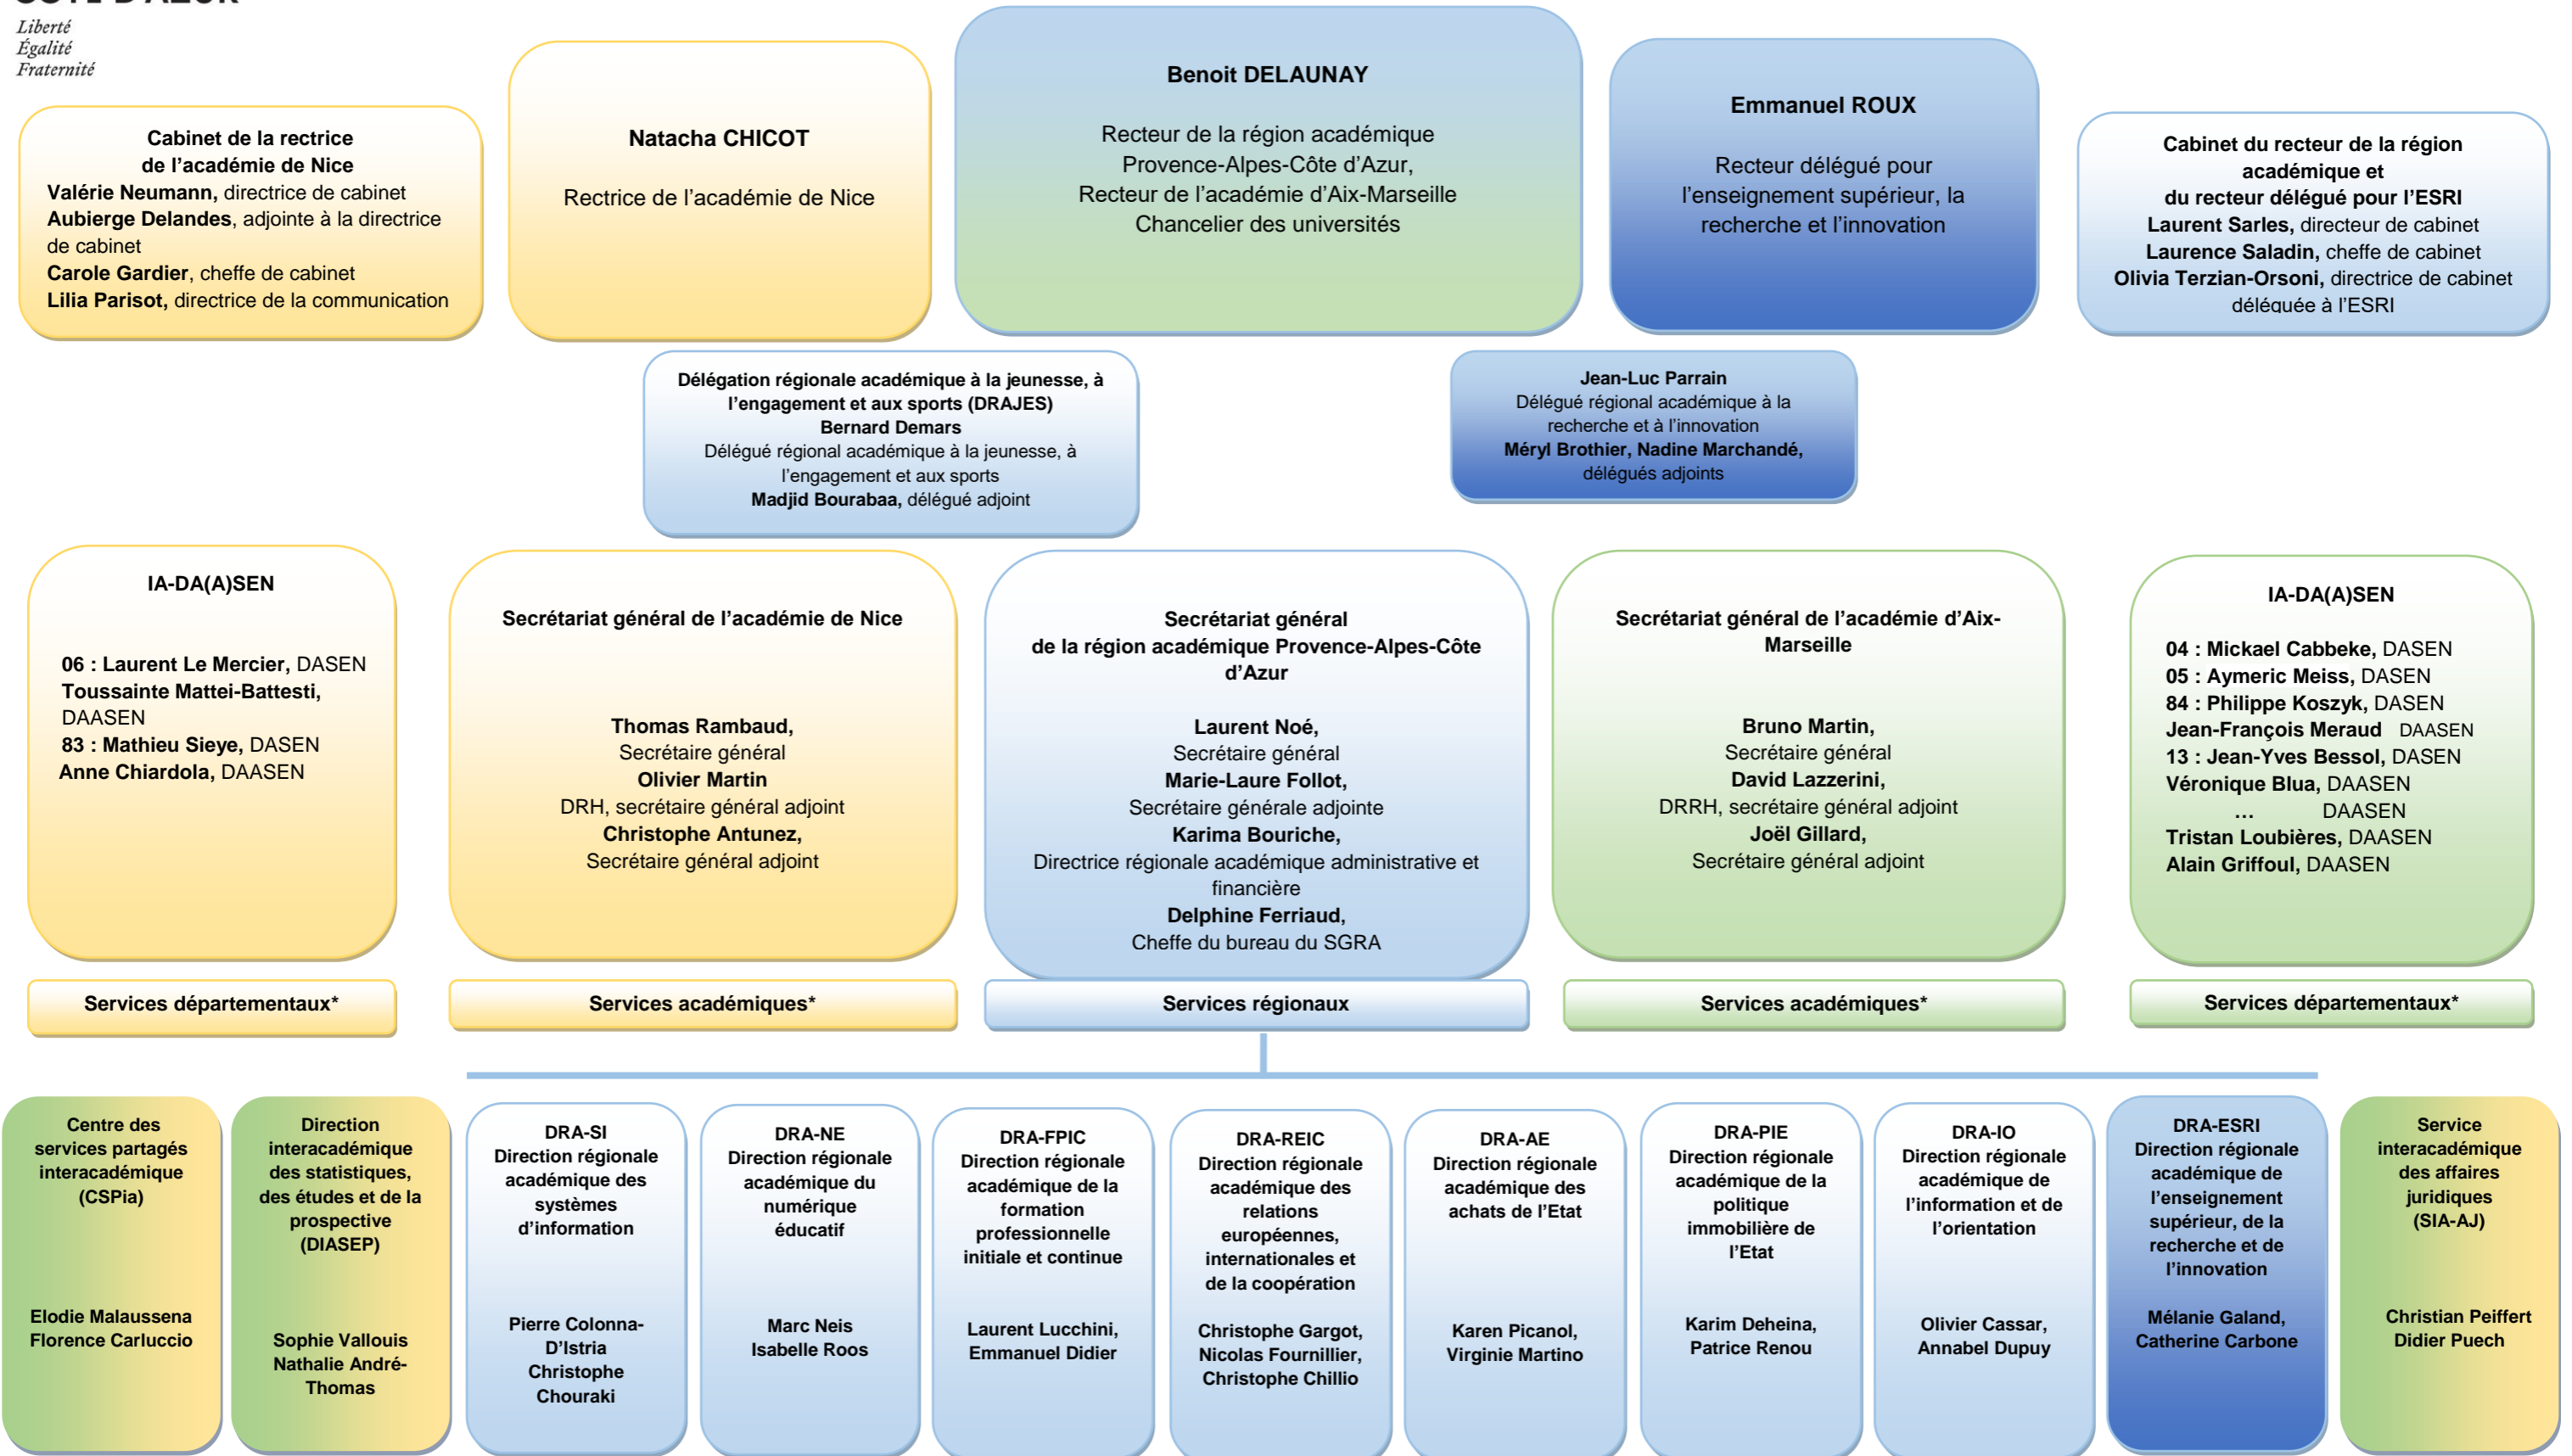 Liberté
Égalité
Fraternité
Cabinet de la rectrice
de l'académie de Nice
Valérie Neumann, directrice de cabinet
Aubierge Delandes, adjointe à la directrice
de cabinet
Carole Gardier, cheffe de cabinet
Lilia Parisot, directrice de la communication
Natacha CHICOT
Rectrice de l'académie de Nice
Benoit DELAUNAY
Recteur de la région académique
Provence-Alpes-Côte d'Azur,
Recteur de l'académie d'Aix-Marseille
Chancelier des universités
Emmanuel ROUX
Recteur délégué pour
l'enseignement supérieur, la
recherche et l'innovation
Cabinet du recteur de la région
académique et
du recteur délégué pour l'ESRI
Laurent Sarles, directeur de cabinet
Laurence Saladin, cheffe de cabinet
Olivia Terzian-Orsoni, directrice de cabinet
déléguée à l'ESRI
Délégation régionale académique à la jeunesse, à
l'engagement et aux sports (DRAJES)
Bernard Demars
Délégué régional académique à la jeunesse, à
l'engagement et aux sports
Madjid Bourabaa, délégué adjoint
Jean-Luc Parrain
Délégué régional académique à la
recherche et à l'innovation
Méryl Brothier, Nadine Marchandé,
délégués adjoints
IA-DA(A)SEN
06 : Laurent Le Mercier, DASEN
Toussainte Mattei-Battesti,
DAASEN
83 : Mathieu Sieye, DASEN
Anne Chiardola, DAASEN
Secrétariat général de l'académie de Nice
Thomas Rambaud,
Secrétaire général
Olivier Martin
DRH, secrétaire général adjoint
Christophe Antunez,
Secrétaire général adjoint
Secrétariat général
de la région académique Provence-Alpes-Côte
d'Azur
Laurent Noé,
Secrétaire général
Marie-Laure Follot,
Secrétaire générale adjointe
Karima Bouriche,
Directrice régionale académique administrative et
financière
Delphine Ferriaud,
Cheffe du bureau du SGRA
Secrétariat général de l'académie d'Aix-
Marseille
Bruno Martin,
Secrétaire général
David Lazzerini,
DRRH, secrétaire général adjoint
Joël Gillard,
Secrétaire général adjoint
IA-DA(A)SEN
04 : Mickael Cabbeke, DASEN
05 : Aymeric Meiss, DASEN
84 : Philippe Koszyk, DASEN
Jean-François Meraud DAASEN
13 : Jean-Yves Bessol, DASEN
Véronique Blua, DAASEN
… DAASEN
Tristan Loubières, DAASEN
Alain Griffoul, DAASEN
Services départementaux*
Services académiques*
Services régionaux
Services académiques*
Services départementaux*
Centre des
services partagés
interacadémique
(CSPia)
Elodie Malaussena
Florence Carluccio
Direction
interacadémique
des statistiques,
des études et de la
prospective
(DIASEP)
Sophie Vallouis
Nathalie André-
Thomas
DRA-SI
Direction régionale
académique des
systèmes
d'information
Pierre Colonna-
D'Istria
Christophe
Chouraki
DRA-NE
Direction régionale
académique du
numérique
éducatif
Marc Neis
Isabelle Roos
DRA-FPIC
Direction régionale
académique de la
formation
professionnelle
initiale et continue
Laurent Lucchini,
Emmanuel Didier
DRA-REIC
Direction régionale
académique des
relations
européennes,
internationales et
de la coopération
Christophe Gargot,
Nicolas Fournillier,
Christophe Chillio
DRA-AE
Direction régionale
académique des
achats de l'Etat
Karen Picanol,
Virginie Martino
DRA-PIE
Direction régionale
académique de la
politique
immobilière de
l'Etat
Karim Deheina,
Patrice Renou
DRA-IO
Direction régionale
académique de
l'information et de
l'orientation
Olivier Cassar,
Annabel Dupuy
DRA-ESRI
Direction régionale
académique de
l'enseignement
supérieur, de la
recherche et de
l'innovation
Mélanie Galand,
Catherine Carbone
Service
interacadémique
des affaires
juridiques
(SIA-AJ)
Christian Peiffert
Didier Puech